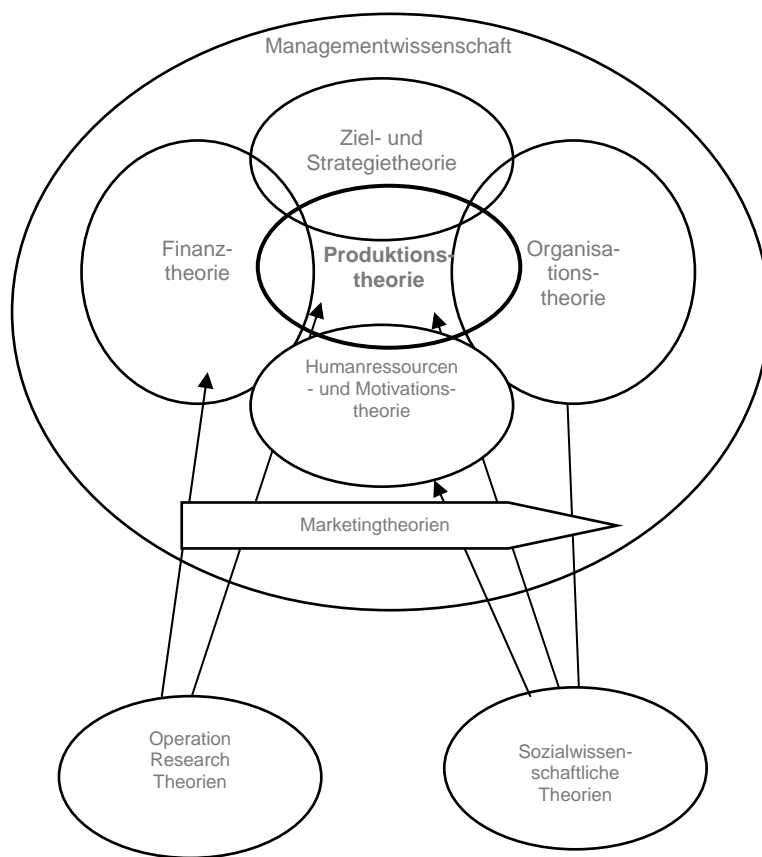 Managementwissenschaft
Ziel- und
Strategietheorie
Finanz-
theorie
Produktions-
theorie
Organisa-
tions-
theorie
Humanressourcen
- und Motivations-
theorie
Marketingtheorien
Operation
Research
Theorien
Sozialwissen-
schaftliche
Theorien